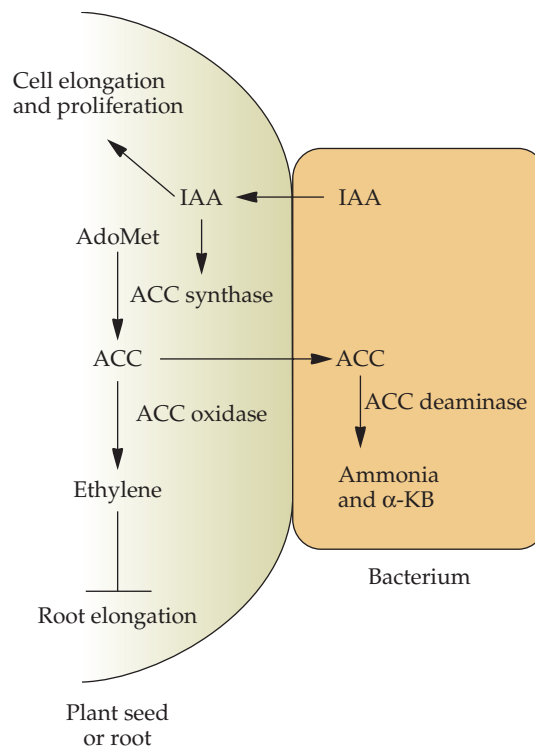 Cell elongation
and proliferation
IAA
IAA
AdoMet
ACC synthase
ACC
ACC
ACC deaminase
ACC oxidase
Ethylene
Ammonia
and α-KB
Bacterium
Root elongation
Plant seed
or root